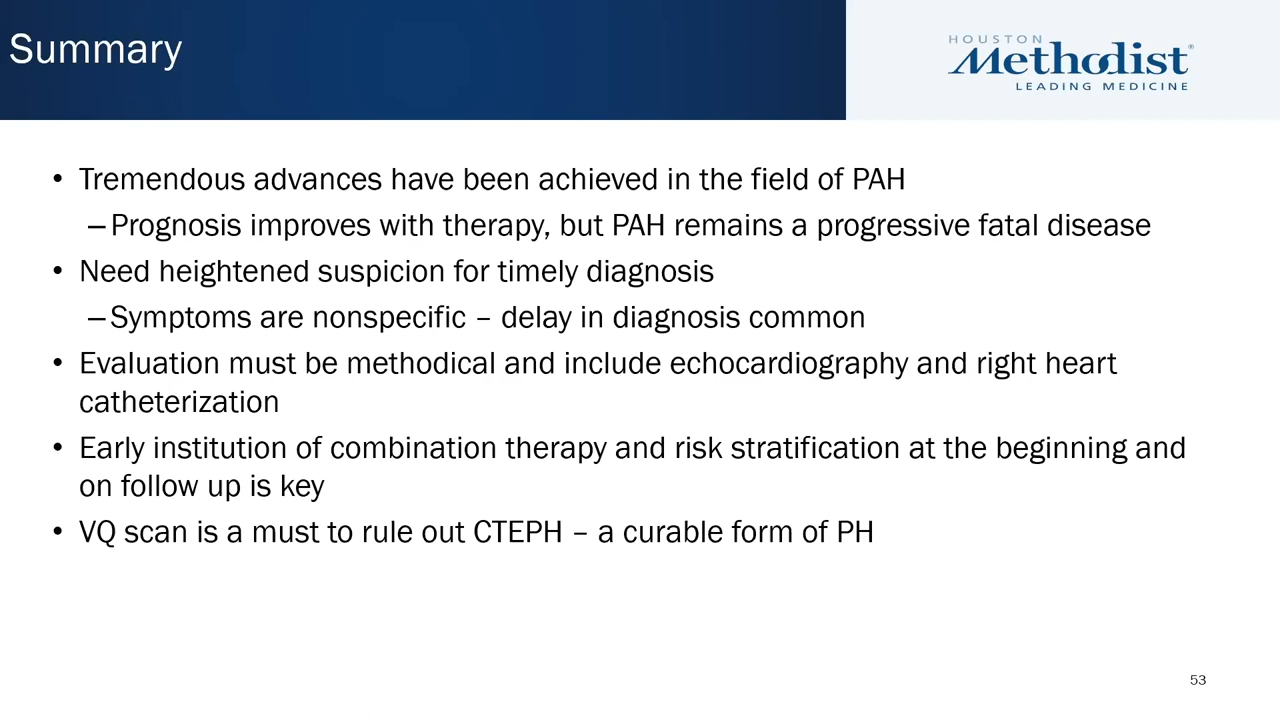 Summary
HOUSTON
Methodist®
LEADING MEDICINE
• Tremendous advances have been achieved in the field of PAH
– Prognosis improves with therapy, but PAH remains a progressive fatal disease
• Need heightened suspicion for timely diagnosis
– Symptoms are nonspecific – delay in diagnosis common
• Evaluation must be methodical and include echocardiography and right heart
catheterization
• Early institution of combination therapy and risk stratification at the beginning and
on follow up is key
• VQ scan is a must to rule out CTEPH – a curable form of PH
53